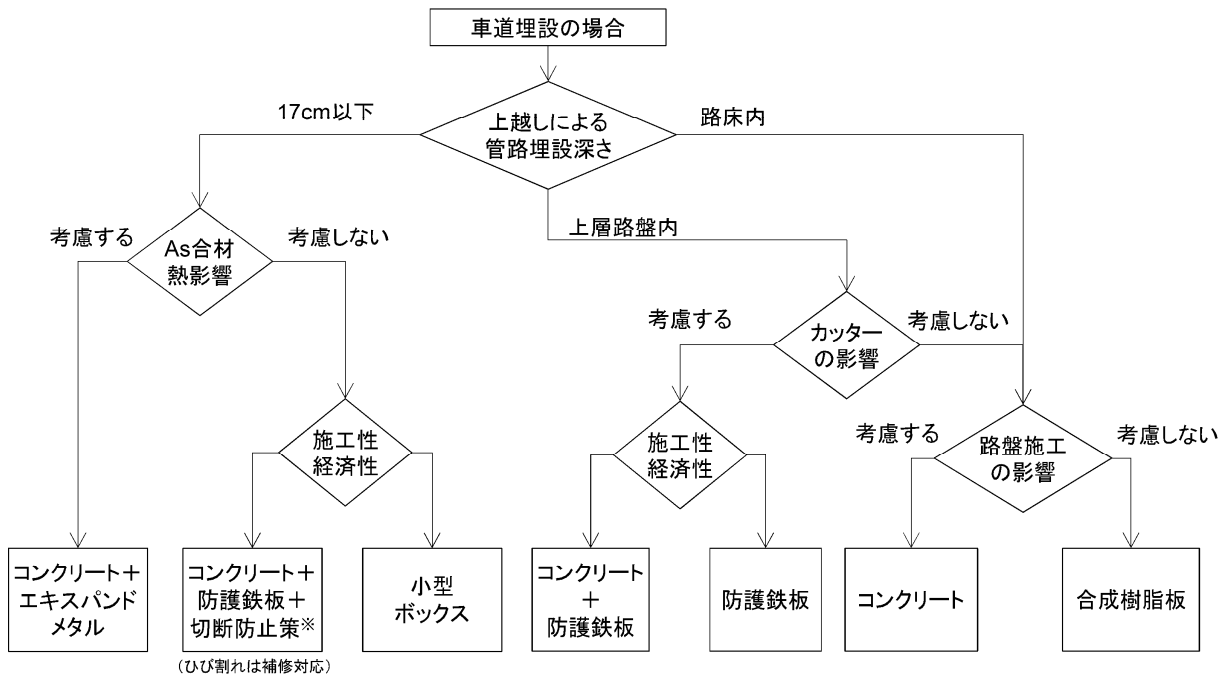 車道埋設の場合
17cm以下
上越しによる
管路埋設深さ
路床内
上層路盤内
考慮する
As合材
熱影響
考慮しない
考慮する
カッター
の影響
考慮しない
施工性
経済性
施工性
経済性
考慮する
路盤施工
の影響
考慮しない
コンクリート＋
エキスパンド
メタル
コンクリート＋
防護鉄板＋
切断防止策※
（ひび割れは補修対応）
小型
ボックス
コンクリート
＋
防護鉄板
防護鉄板
コンクリート
合成樹脂板